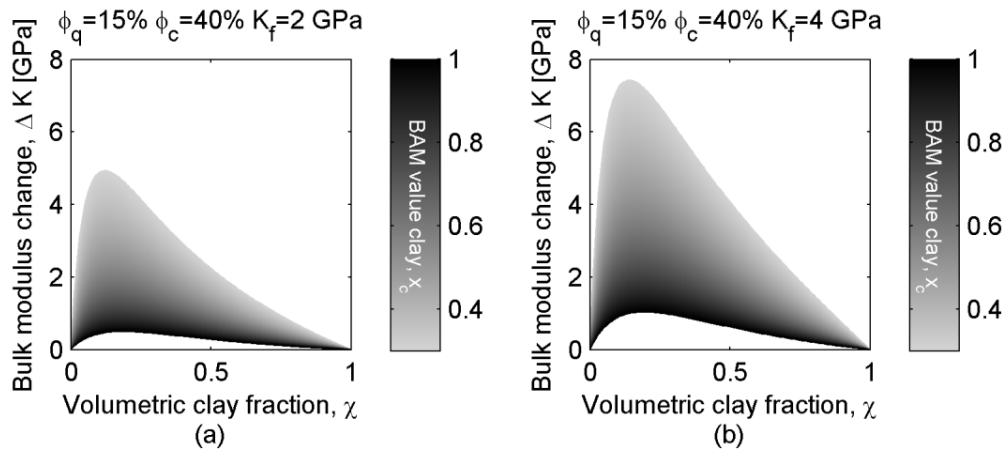 ϕq=15% ϕc=40% Kf=2 GPa
Bulk modulus change, Δ K [GPa]
8
6
4
2
0
0
0.5
1
Volumetric clay fraction, χ
(a)
1
0.8
0.6
0.4
BAM value clay, xc
ϕq=15% ϕc=40% Kf=4 GPa
Bulk modulus change, Δ K [GPa]
8
6
4
2
0
0
0.5
1
Volumetric clay fraction, χ
(b)
1
0.8
0.6
0.4
BAM value clay, xc